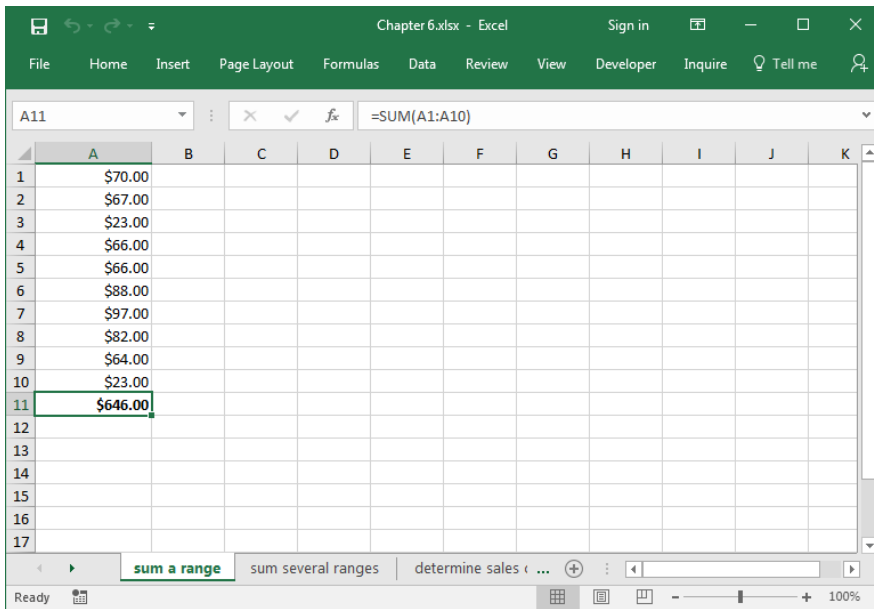 Chapter 6.xlsx - Excel Sign in
File Home Insert Page Layout Formulas Data Review View Developer Inquire Tell me
A11 fx =SUM(A1:A10)
A B C D E F G H I J K
1 $70.00
2 $67.00
3 $23.00
4 $66.00
5 $66.00
6 $88.00
7 $97.00
8 $82.00
9 $64.00
10 $23.00
11 $646.00
12
13
14
15
16
17
sum a range sum several ranges determine sales ...
Ready 100%